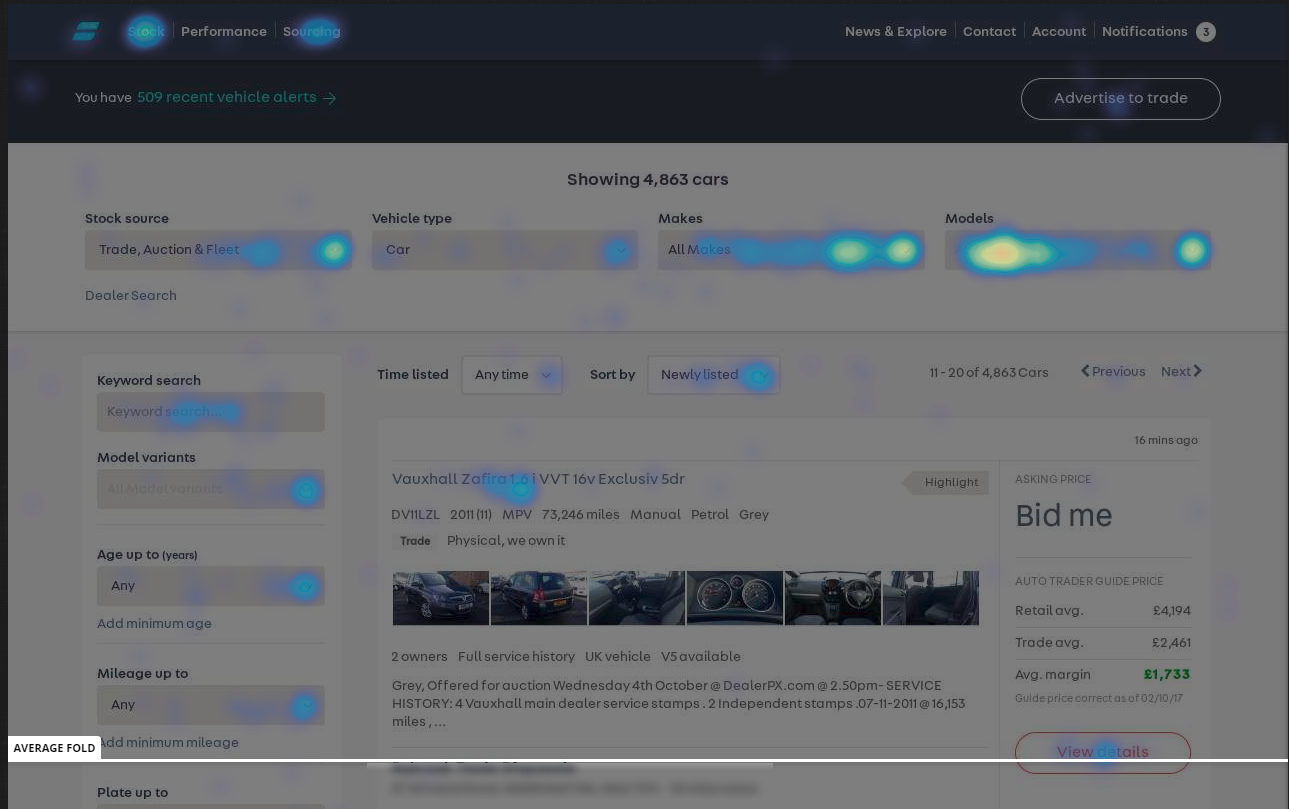 Stock Performance Sourcing News & Explore Contact Account Notifications 3
You have 509 recent vehicle alerts → Advertise to trade
Showing 4,863 cars
Stock source Vehicle type Makes Models
Trade, Auction & Fleet Car All Makes
Dealer Search
Time listed Any time Sort by Newly listed 11 - 20 of 4,863 Cars Previous Next
Keyword search
Keyword search...
Model variants
All Model variants
Age up to (years)
Any
Add minimum age
Mileage up to
Any
Add minimum mileage
AVERAGE FOLD
Plate up to
16 mins ago
Vauxhall Zafira 1.6 i VVT 16v Exclusiv 5dr Highlight
DV11LZL 2011 (11) MPV 73,246 miles Manual Petrol Grey
Trade Physical, we own it
2 owners Full service history UK vehicle V5 available
Grey, Offered for auction Wednesday 4th October @ DealerPX.com @ 2.50pm- SERVICE
HISTORY: 4 Vauxhall main dealer service stamps . 2 Independent stamps .07-11-2011 @ 16,153
miles , ...
ASKING PRICE
Bid me
AUTO TRADER GUIDE PRICE
Retail avg. £4,194
Trade avg. £2,461
Avg. margin £1,733
Guide price correct as of 02/10/17
View details